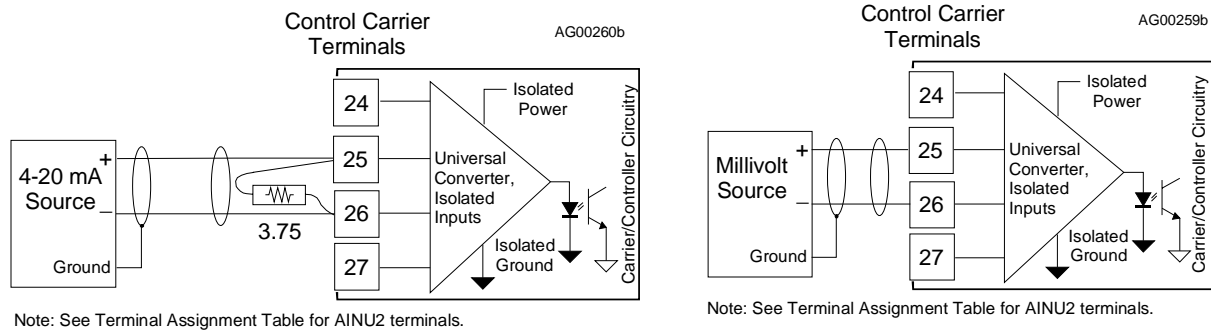 Control Carrier
Terminals
AG00260b
24
25
26
27
4-20 mA
Source
+
–
Ground
3.75
Universal
Converter,
Isolated
Inputs
Isolated
Power
Isolated
Ground
Carrier/Controller Circuitry
Note: See Terminal Assignment Table for AINU2 terminals.
Control Carrier
Terminals
AG00259b
24
25
26
27
Millivolt
Source
+
–
Ground
Universal
Converter,
Isolated
Inputs
Isolated
Power
Isolated
Ground
Carrier/Controller Circuitry
Note: See Terminal Assignment Table for AINU2 terminals.